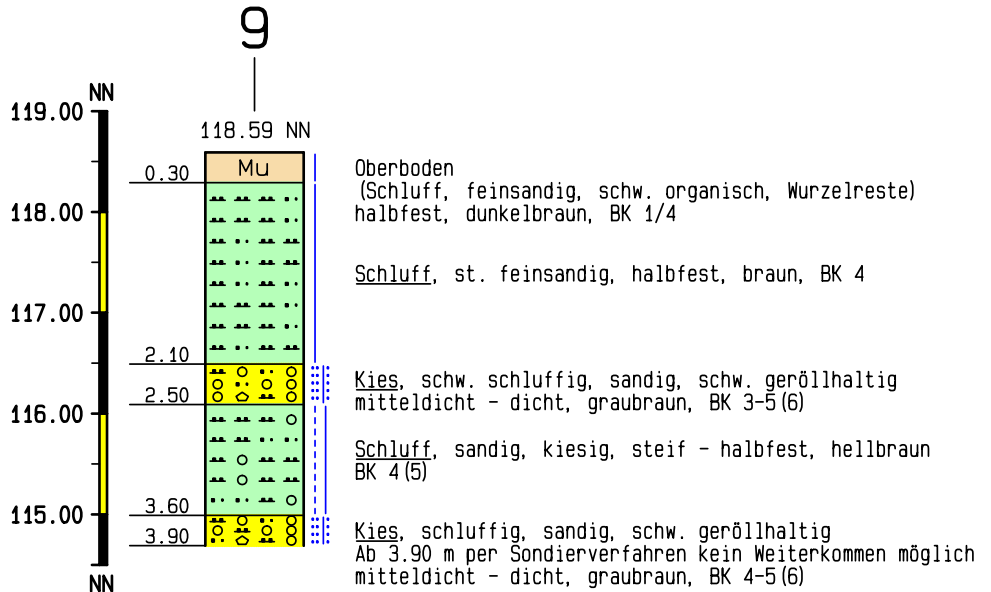 9
NN
119.00
118.59 NN
Mu
0.30
Oberboden
(Schluff, feinsandig, schw. organisch, Wurzelreste)
halbfest, dunkelbraun, BK 1/4
118.00
Schluff, st. feinsandig, halbfest, braun, BK 4
117.00
2.10
Kies, schw. schluffig, sandig, schw. geröllhaltig
mitteldicht - dicht, graubraun, BK 3-5(6)
2.50
116.00
Schluff, sandig, kiesig, steif - halbfest, hellbraun
BK 4(5)
3.60
115.00
Kies, schluffig, sandig, schw. geröllhaltig
3.90
Ab 3.90 m per Sondierverfahren kein Weiterkommen möglich
mitteldicht - dicht, graubraun, BK 4-5(6)
NN